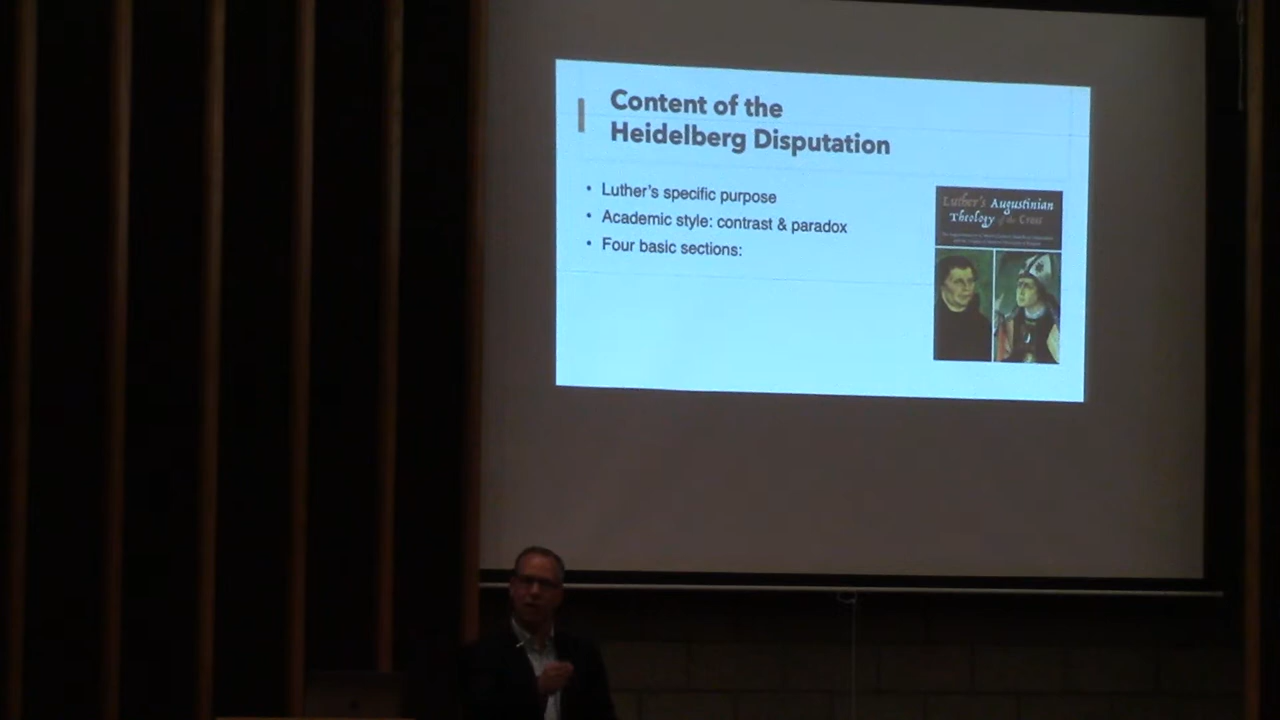 Content of the
Heidelberg Disputation
• Luther's specific purpose
• Academic style: contrast & paradox
• Four basic sections:
Luther's Augustinian
Theology of the Cross